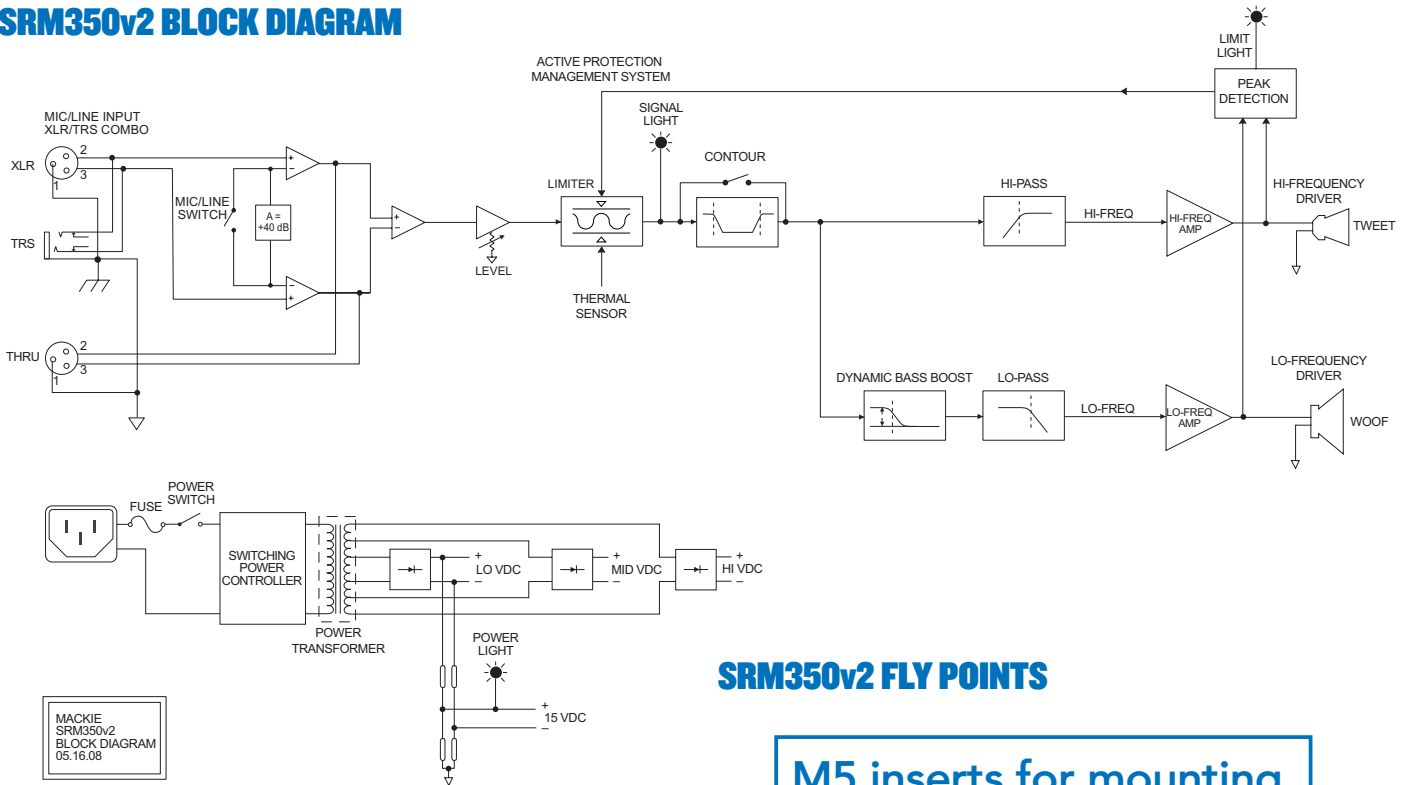 SRM350v2 BLOCK DIAGRAM
LIMIT
LIGHT
ACTIVE PROTECTION
MANAGEMENT SYSTEM
PEAK
DETECTION
MIC/LINE INPUT
XLR/TRS COMBO
SIGNAL
LIGHT
XLR
2
3
1
CONTOUR
MIC/LINE
SWITCH
A =
+40 dB
+
−
+
−
LIMITER
HI-PASS
HI-FREQ
HI-FREQ
AMP
HI-FREQUENCY
DRIVER
TWEET
TRS
LEVEL
−
+
THERMAL
SENSOR
THRU
2
3
1
DYNAMIC BASS BOOST
LO-PASS
LO-FREQ
LO-FREQ
AMP
LO-FREQUENCY
DRIVER
WOOF
FUSE
POWER
SWITCH
SWITCHING
POWER
CONTROLLER
POWER
TRANSFORMER
+
LO VDC
−
+
MID VDC
−
+
HI VDC
−
POWER
LIGHT
+
15 VDC
−
MACKIE
SRM350v2
BLOCK DIAGRAM
05.16.08
SRM350v2 FLY POINTS
M5 inserts for mounting